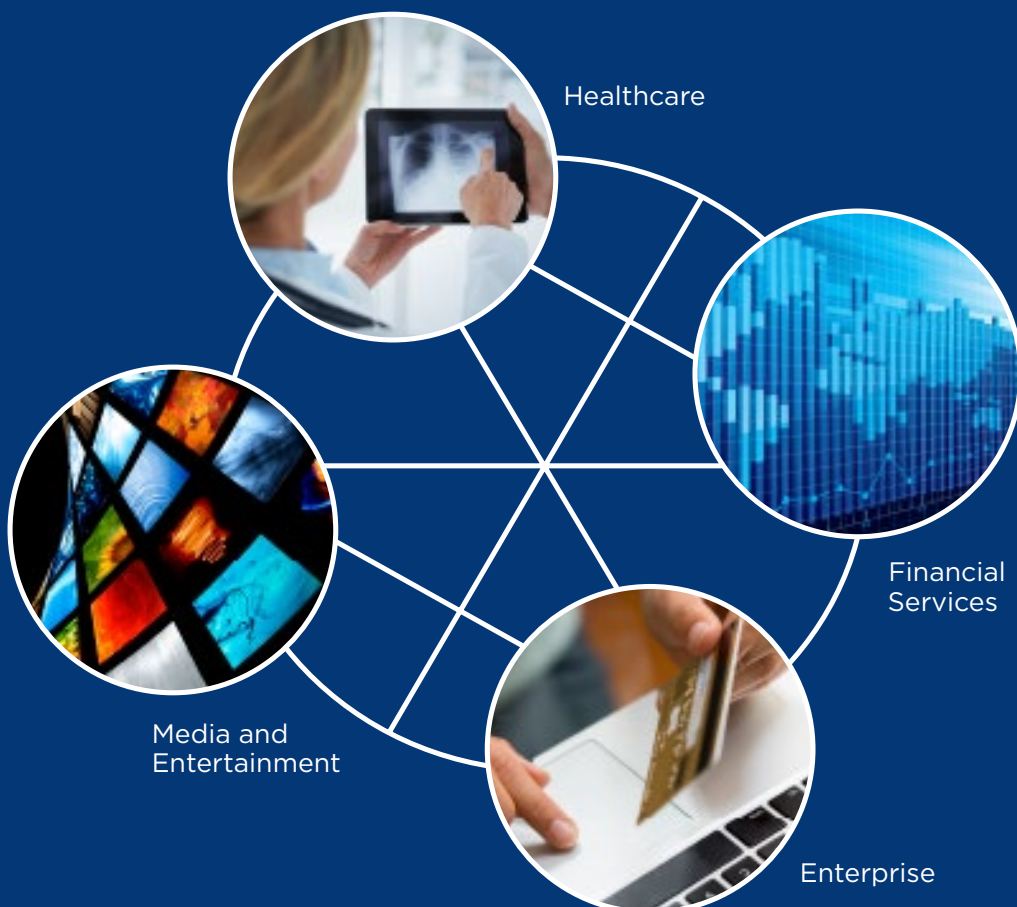 Healthcare
Financial
Services
Media and
Entertainment
Enterprise